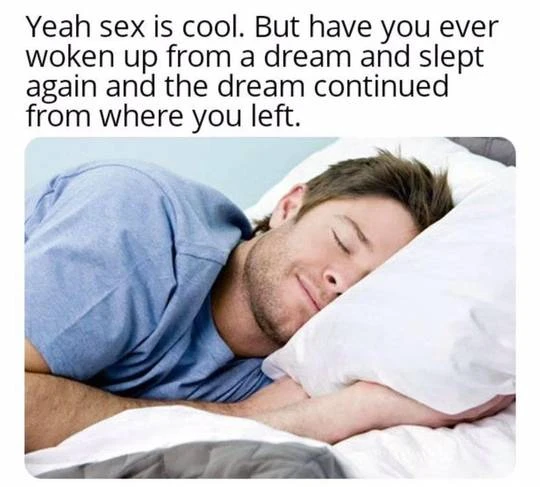 Yeah sex is cool. But have you ever
woken up from a dream and slept
again and the dream continued
from where you left.